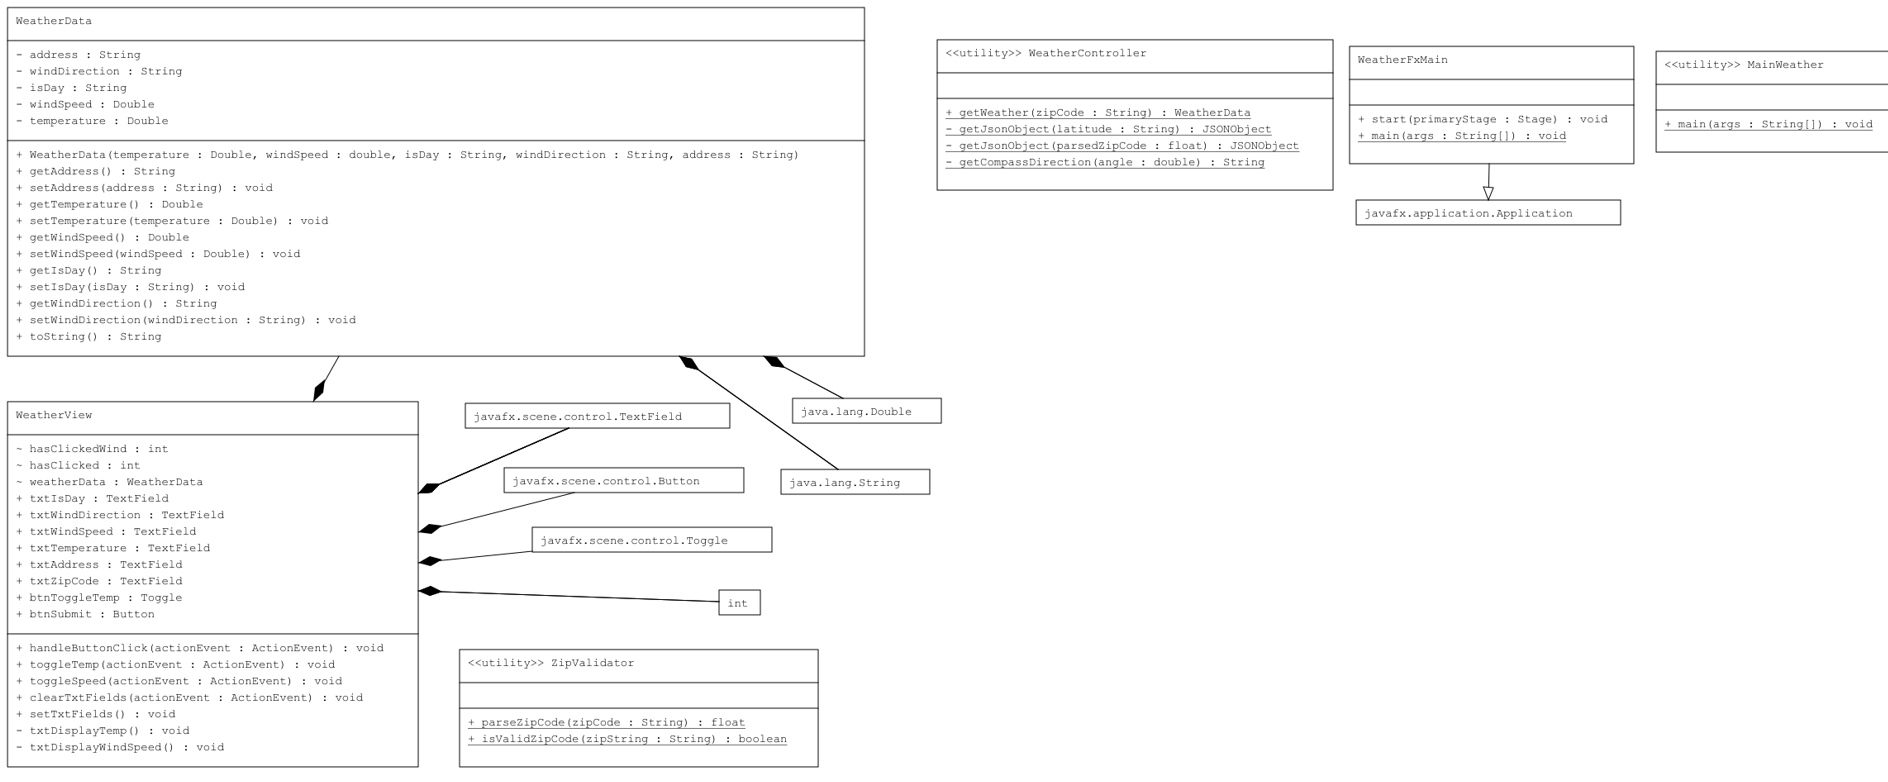 WeatherData
- address : String
- windDirection : String
- isDay : String
- windSpeed : Double
- temperature : Double
+ WeatherData(temperature : Double, windSpeed : double, isDay : String, windDirection : String, address : String)
+ getAddress() : String
+ setAddress(address : String) : void
+ getTemperature() : Double
+ setTemperature(temperature : Double) : void
+ getWindSpeed() : Double
+ setWindSpeed(windSpeed : Double) : void
+ getIsDay() : String
+ setIsDay(isDay : String) : void
+ getWindDirection() : String
+ setWindDirection(windDirection : String) : void
+ toString() : String
<<utility>> WeatherController
+ getWeather(zipCode : String) : WeatherData
- getJsonObject(latitude : String) : JSONObject
- getJsonObject(parsedZipCode : float) : JSONObject
- getCompassDirection(angle : double) : String
WeatherFxMain
+ start(primaryStage : Stage) : void
+ main(args : String[]) : void
javafx.application.Application
<<utility>> MainWeather
+ main(args : String[]) : void
WeatherView
~ hasClickedWind : int
~ hasClicked : int
~ weatherData : WeatherData
+ txtIsDay : TextField
+ txtWindDirection : TextField
+ txtWindSpeed : TextField
+ txtTemperature : TextField
+ txtAddress : TextField
+ txtZipCode : TextField
+ btnToggleTemp : Toggle
+ btnSubmit : Button
+ handleButtonClick(actionEvent : ActionEvent) : void
+ toggleTemp(actionEvent : ActionEvent) : void
+ toggleSpeed(actionEvent : ActionEvent) : void
+ clearTxtFields(actionEvent : ActionEvent) : void
+ setTxtFields() : void
- txtDisplayTemp() : void
- txtDisplayWindSpeed() : void
javafx.scene.control.TextField
java.lang.Double
javafx.scene.control.Button
java.lang.String
javafx.scene.control.Toggle
int
<<utility>> ZipValidator
+ parseZipCode(zipCode : String) : float
+ isValidZipCode(zipString : String) : boolean